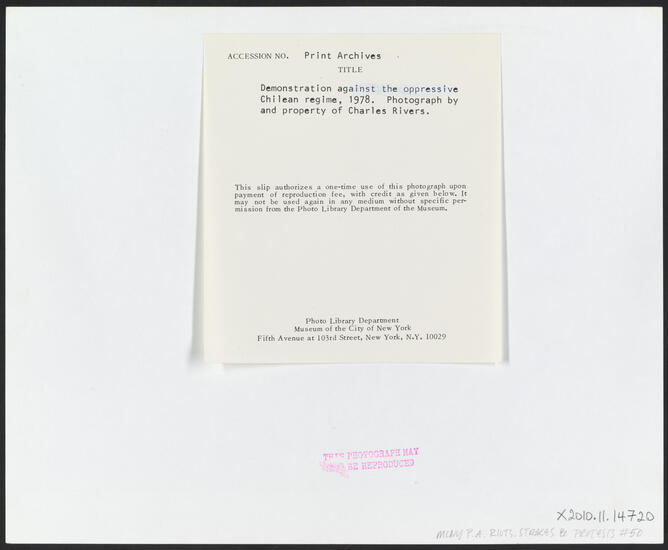 ACCESSION NO. Print Archives
TITLE
Demonstration against the oppressive
Chilean regime, 1978. Photograph by
and property of Charles Rivers.
This slip authorizes a one-time use of this photograph upon
payment of reproduction fee, with credit as given below. It
may not be used again in any medium without specific per-
mission from the Photo Library Department of the Museum.
Photo Library Department
Museum of the City of New York
Fifth Avenue at 103rd Street, New York, N.Y. 10029
THIS PHOTOGRAPH MAY
BE REPRODUCED
X2010.11.14720
MCNY P.A. RIOTS, STRIKES & PROTESTS #50